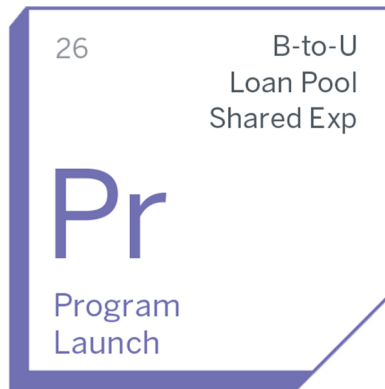 26
B-to-U
Loan Pool
Shared Exp
Pr
Program
Launch